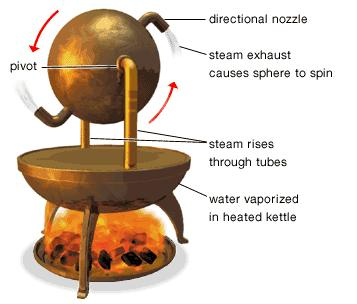 directional nozzle
steam exhaust
causes sphere to spin
pivot
steam rises
through tubes
water vaporized
in heated kettle